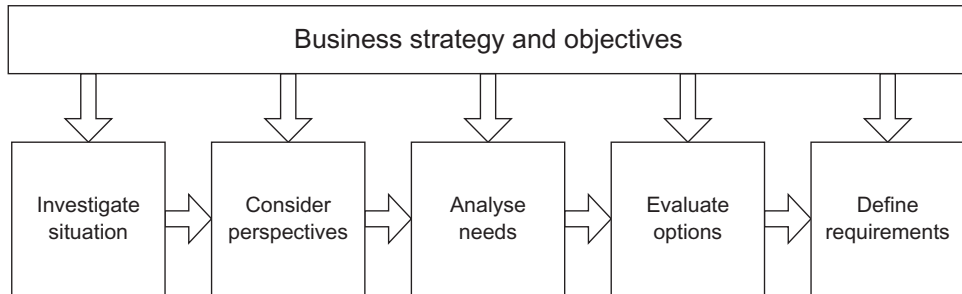 Business strategy and objectives
Investigate
situation
Consider
perspectives
Analyse
needs
Evaluate
options
Define
requirements